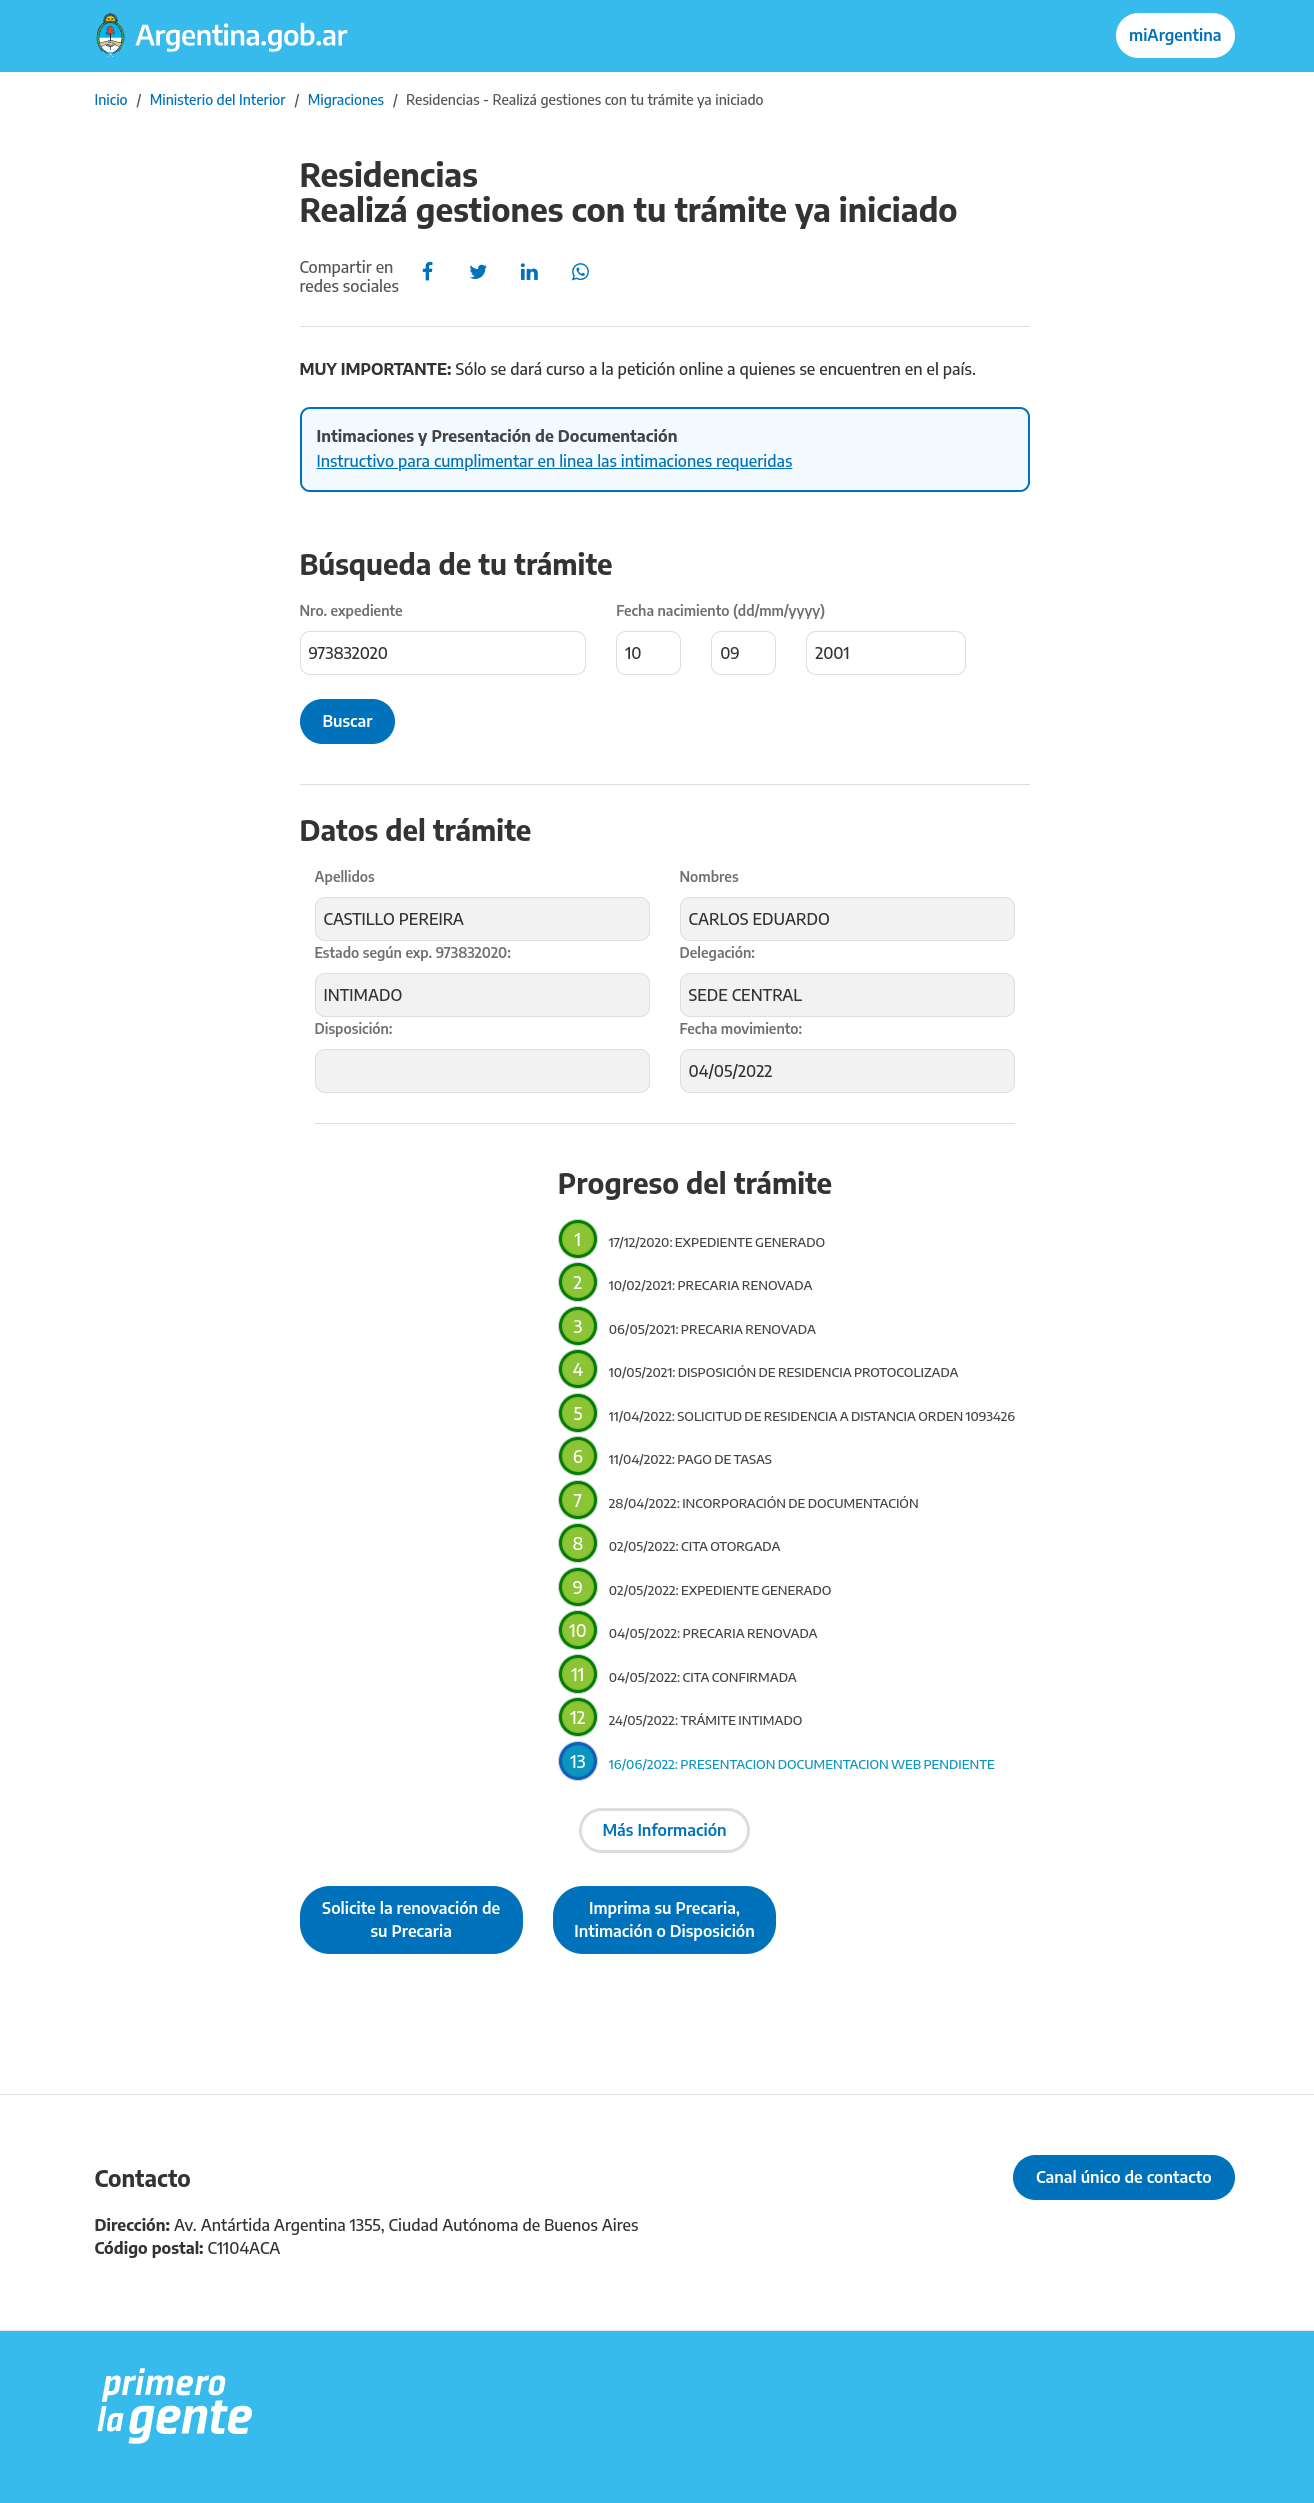 Argentina.gob.ar
miArgentina
Inicio / Ministerio del Interior / Migraciones / Residencias - Realizá gestiones con tu trámite ya iniciado
Residencias
Realizá gestiones con tu trámite ya iniciado
Compartir en
redes sociales
MUY IMPORTANTE: Sólo se dará curso a la petición online a quienes se encuentren en el país.
Intimaciones y Presentación de Documentación
Instructivo para cumplimentar en linea las intimaciones requeridas
Búsqueda de tu trámite
Nro. expediente Fecha nacimiento (dd/mm/yyyy)
973832020 10 09 2001
Buscar
Datos del trámite
Apellidos Nombres
CASTILLO PEREIRA CARLOS EDUARDO
Estado según exp. 973832020: Delegación:
INTIMADO SEDE CENTRAL
Disposición: Fecha movimiento:
04/05/2022
Progreso del trámite
1 17/12/2020: EXPEDIENTE GENERADO
2 10/02/2021: PRECARIA RENOVADA
3 06/05/2021: PRECARIA RENOVADA
4 10/05/2021: DISPOSICIÓN DE RESIDENCIA PROTOCOLIZADA
5 11/04/2022: SOLICITUD DE RESIDENCIA A DISTANCIA ORDEN 1093426
6 11/04/2022: PAGO DE TASAS
7 28/04/2022: INCORPORACIÓN DE DOCUMENTACIÓN
8 02/05/2022: CITA OTORGADA
9 02/05/2022: EXPEDIENTE GENERADO
10 04/05/2022: PRECARIA RENOVADA
11 04/05/2022: CITA CONFIRMADA
12 24/05/2022: TRÁMITE INTIMADO
13 16/06/2022: PRESENTACION DOCUMENTACION WEB PENDIENTE
Más Información
Solicite la renovación de
su Precaria
Imprima su Precaria,
Intimación o Disposición
Contacto
Canal único de contacto
Dirección: Av. Antártida Argentina 1355, Ciudad Autónoma de Buenos Aires
Código postal: C1104ACA
primero
la gente